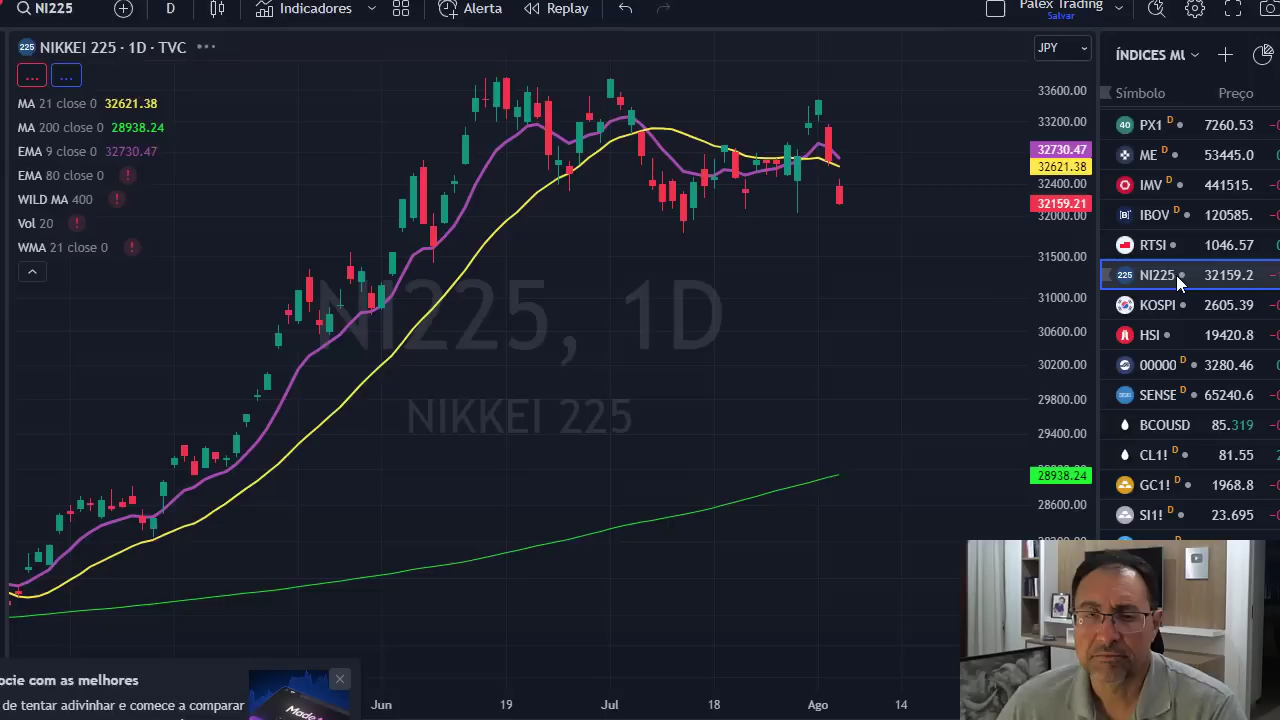 NI225
D
Indicadores
Alerta
Replay
Palex Trading
Salvar
225 NIKKEI 225 · 1D · TVC
JPY
ÍNDICES MU
...
...
Símbolo
Preço
MA 21 close 0 32621.38
MA 200 close 0 28938.24
EMA 9 close 0 32730.47
EMA 80 close 0
WILD MA 400
Vol 20
WMA 21 close 0
NI225, 1D
NIKKEI 225
33600.00
33200.00
32730.47
32621.38
32400.00
32159.21
32000.00
31500.00
31000.00
30600.00
30200.00
29800.00
29400.00
28938.24
28600.00
40 PX1 D 7260.53
ME D 53445.0
IMV D 441515.
IBOV D 120585.
RTSI 1046.57
225 NI225 32159.2
KOSPI 2605.39
HSI 19420.8
00000 D 3280.46
SENSE D 65240.6
BCOUSD 85.319
CL1! D 81.55
GC1! D 1968.8
SI1! D 23.695
Jun
19
Jul
18
Ago
14
ocie com as melhores
de tentar adivinhar e comece a comparar
Made